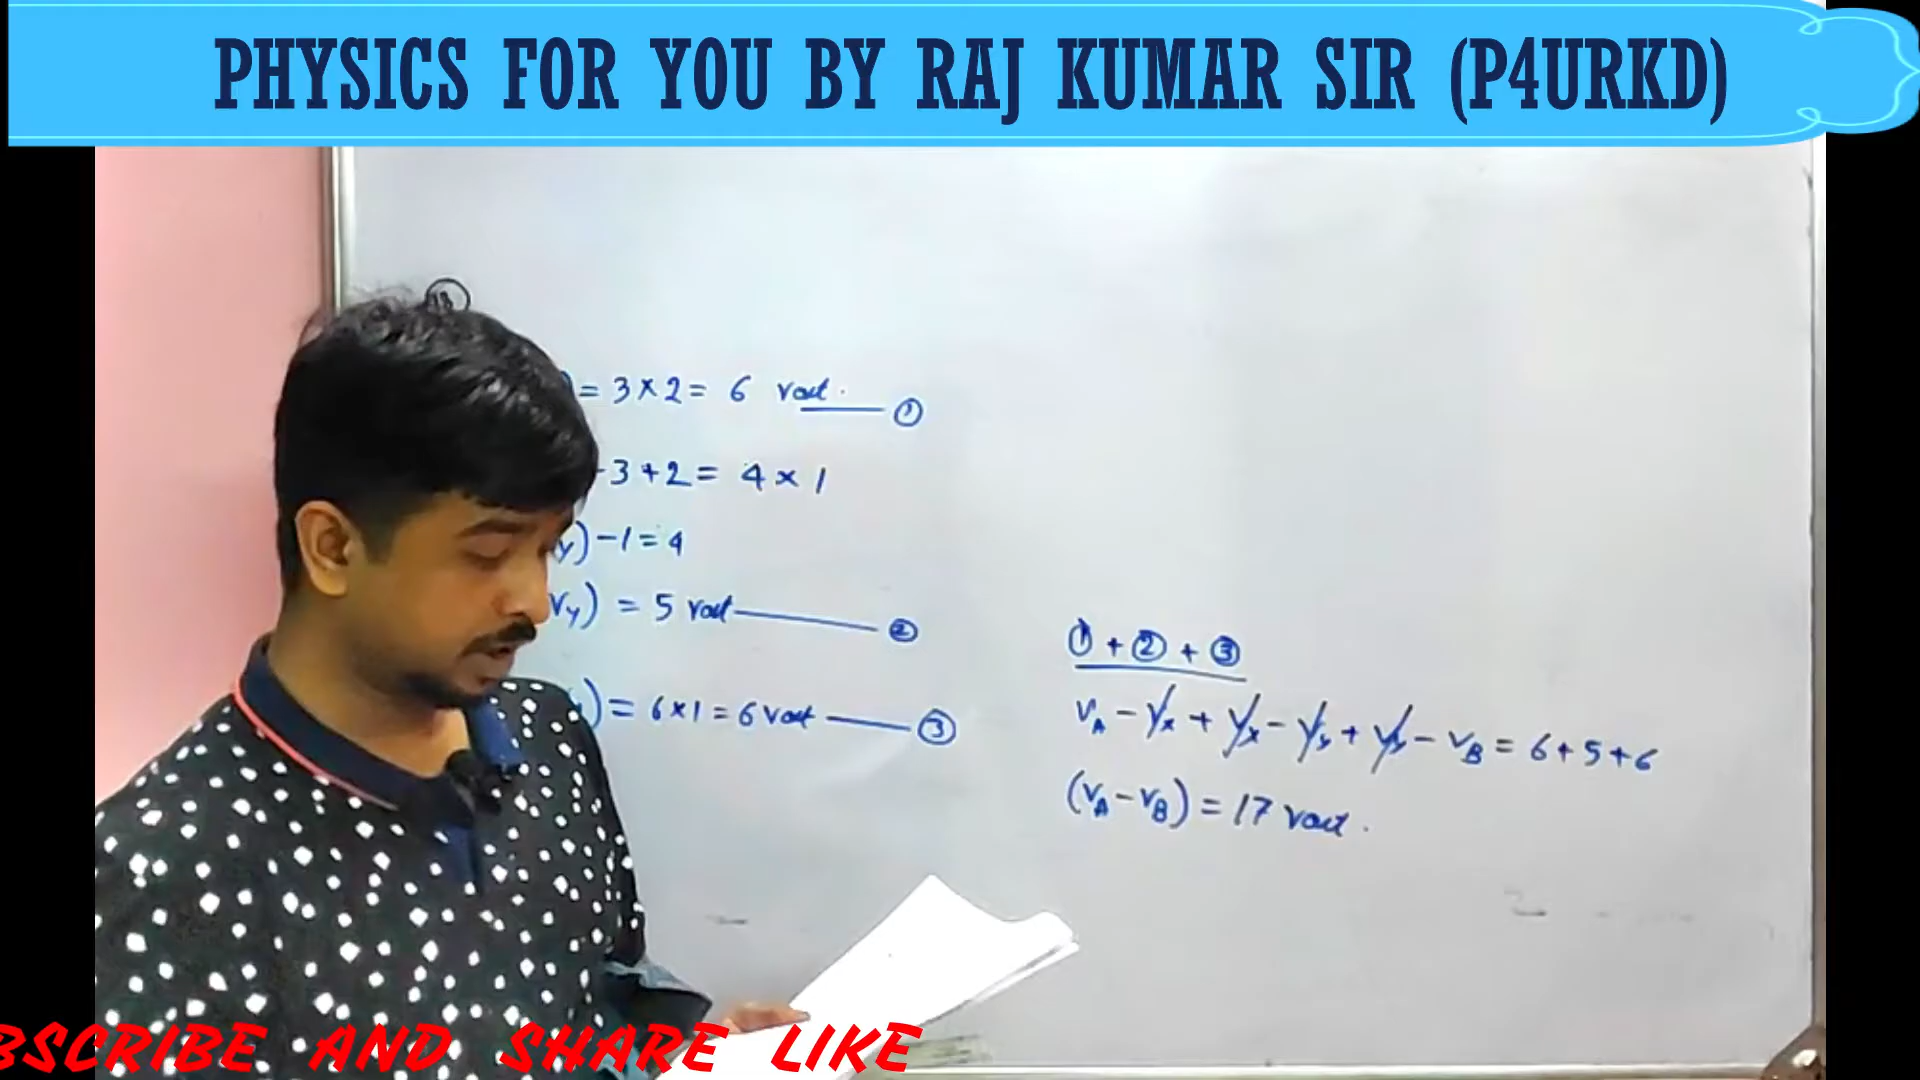 PHYSICS FOR YOU BY RAJ KUMAR SIR (P4URKD)
) = 3 × 2 = 6 Volt. ①
-3 + 2 = 4 × 1
y) - 1 = 4
Vy) = 5 Volt ②
) = 6 × 1 = 6 Volt ③
① + ② + ③
VA - Vx + Vx - Vy + Vy - VB = 6 + 5 + 6
(VA - VB) = 17 Volt.
BSCRIBE AND SHARE LIKE